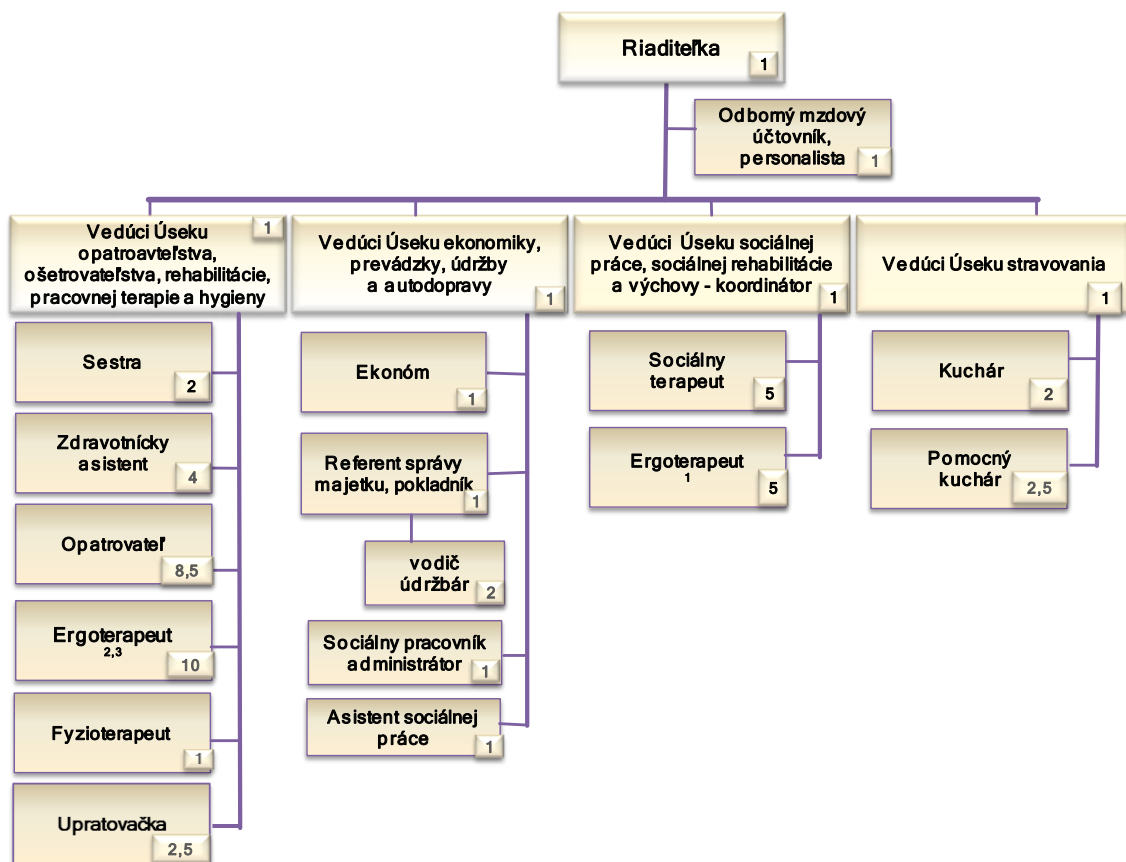 Riaditeľka
1
Odborný mzdový
účtovník,
personalista
1
Vedúci Úseku
opatroavteľstva,
ošetrovateľstva, rehabilitácie,
pracovnej terapie a hygieny
1
Sestra
2
Zdravotnícky
asistent
4
Opatrovateľ
8,5
Ergoterapeut
2,3
10
Fyzioterapeut
1
Upratovačka
2,5
Vedúci Úseku ekonomiky,
prevádzky, údržby
a autodopravy
1
Ekonóm
1
Referent správy
majetku, pokladník
1
vodič
údržbár
2
Sociálny pracovník
administrátor
1
Asistent sociálnej
práce
1
Vedúci Úseku sociálnej
práce, sociálnej rehabilitácie
a výchovy - koordinátor
1
Sociálny
terapeut
5
Ergoterapeut
1
5
Vedúci Úseku stravovania
1
Kuchár
2
Pomocný
kuchár
2,5